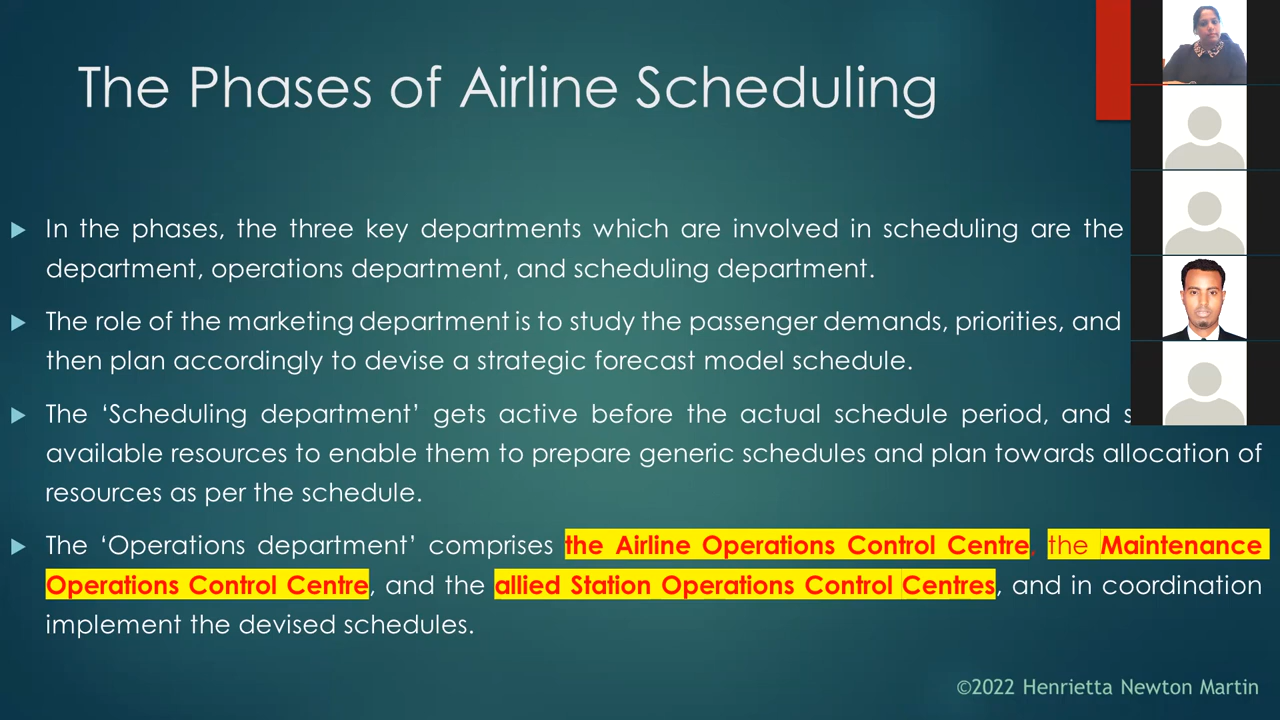 The Phases of Airline Scheduling
In the phases, the three key departments which are involved in scheduling are the
department, operations department, and scheduling department.
The role of the marketing department is to study the passenger demands, priorities, and
then plan accordingly to devise a strategic forecast model schedule.
The ‘Scheduling department’ gets active before the actual schedule period, and
available resources to enable them to prepare generic schedules and plan towards allocation of
resources as per the schedule.
The ‘Operations department’ comprises the Airline Operations Control Centre, the Maintenance
Operations Control Centre, and the allied Station Operations Control Centres, and in coordination
implement the devised schedules.
©2022 Henrietta Newton Martin